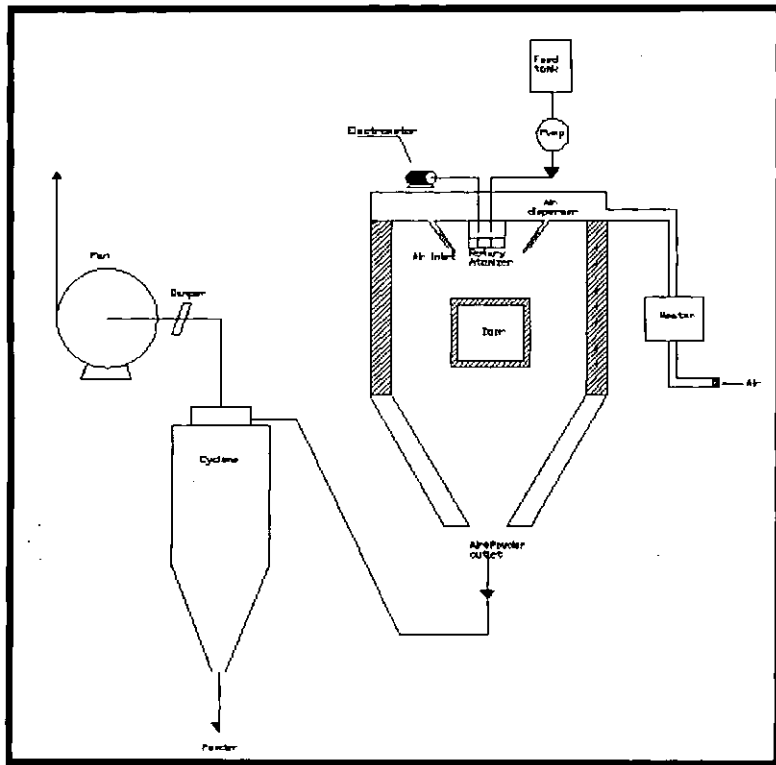 Feed
tank
Pump
Electrometor
Air
disperser
Air Inlet
Rotary
Atomizer
Fan
Damper
Heater
Door
Air
Cyclone
Air+Powder
outlet
Powder